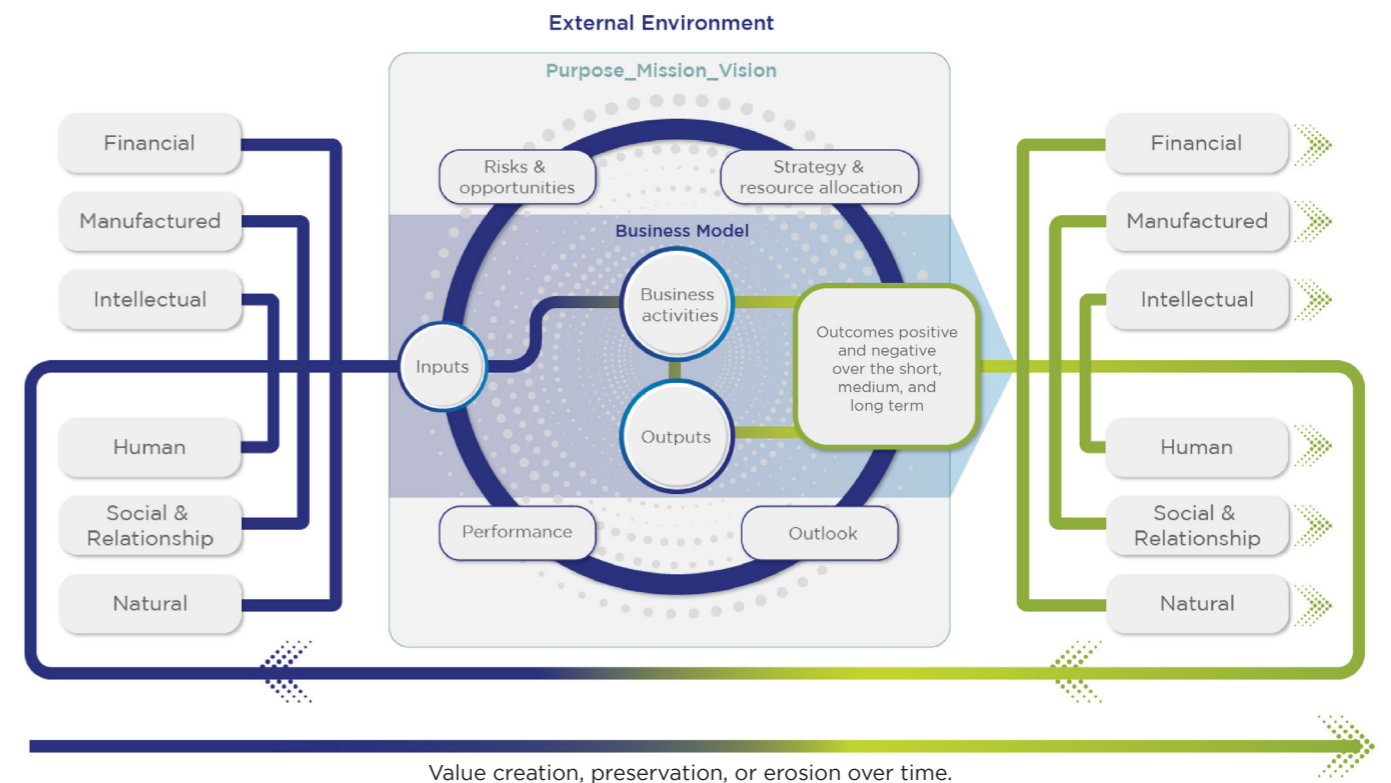 External Environment
Purpose_Mission_Vision
Financial
Manufactured
Intellectual
Human
Social &
Relationship
Natural
Risks &
opportunities
Strategy &
resource allocation
Business Model
Inputs
Business
activities
Outputs
Outcomes positive
and negative
over the short,
medium, and
long term
Performance
Outlook
Financial
Manufactured
Intellectual
Human
Social &
Relationship
Natural
Value creation, preservation, or erosion over time.